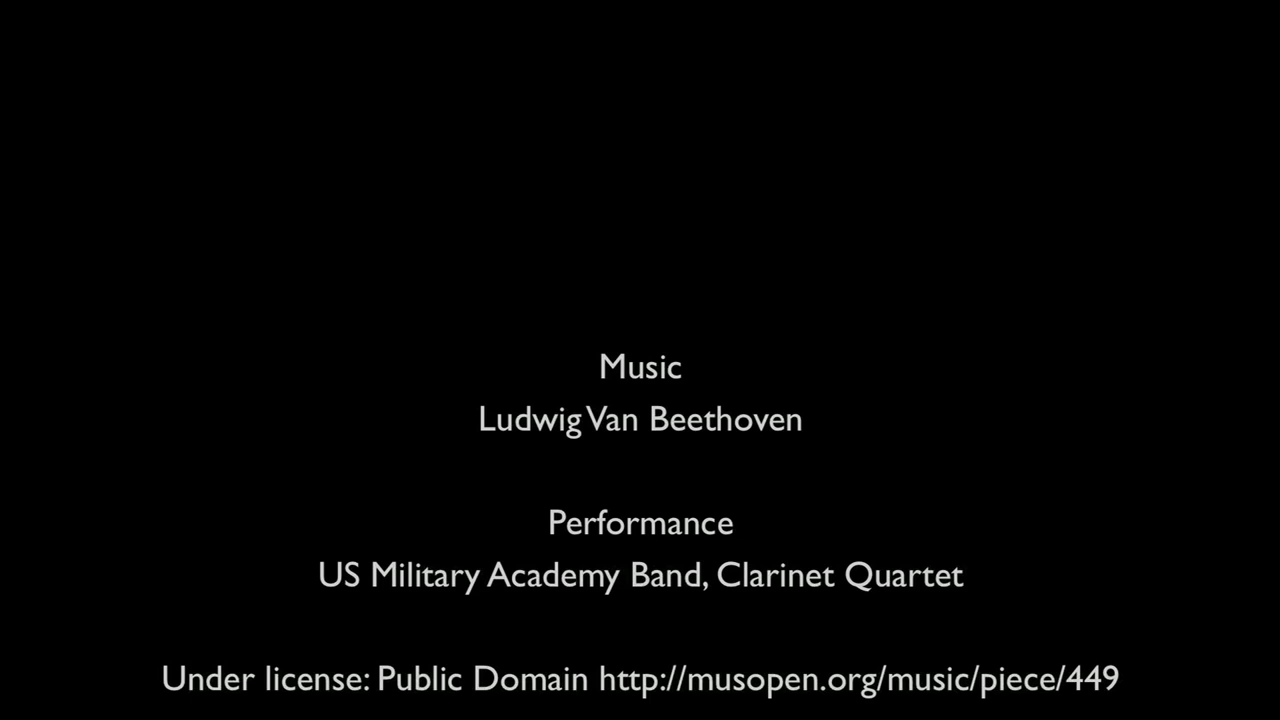 Music
Ludwig Van Beethoven
Performance
US Military Academy Band, Clarinet Quartet
Under license: Public Domain http://musopen.org/music/piece/449